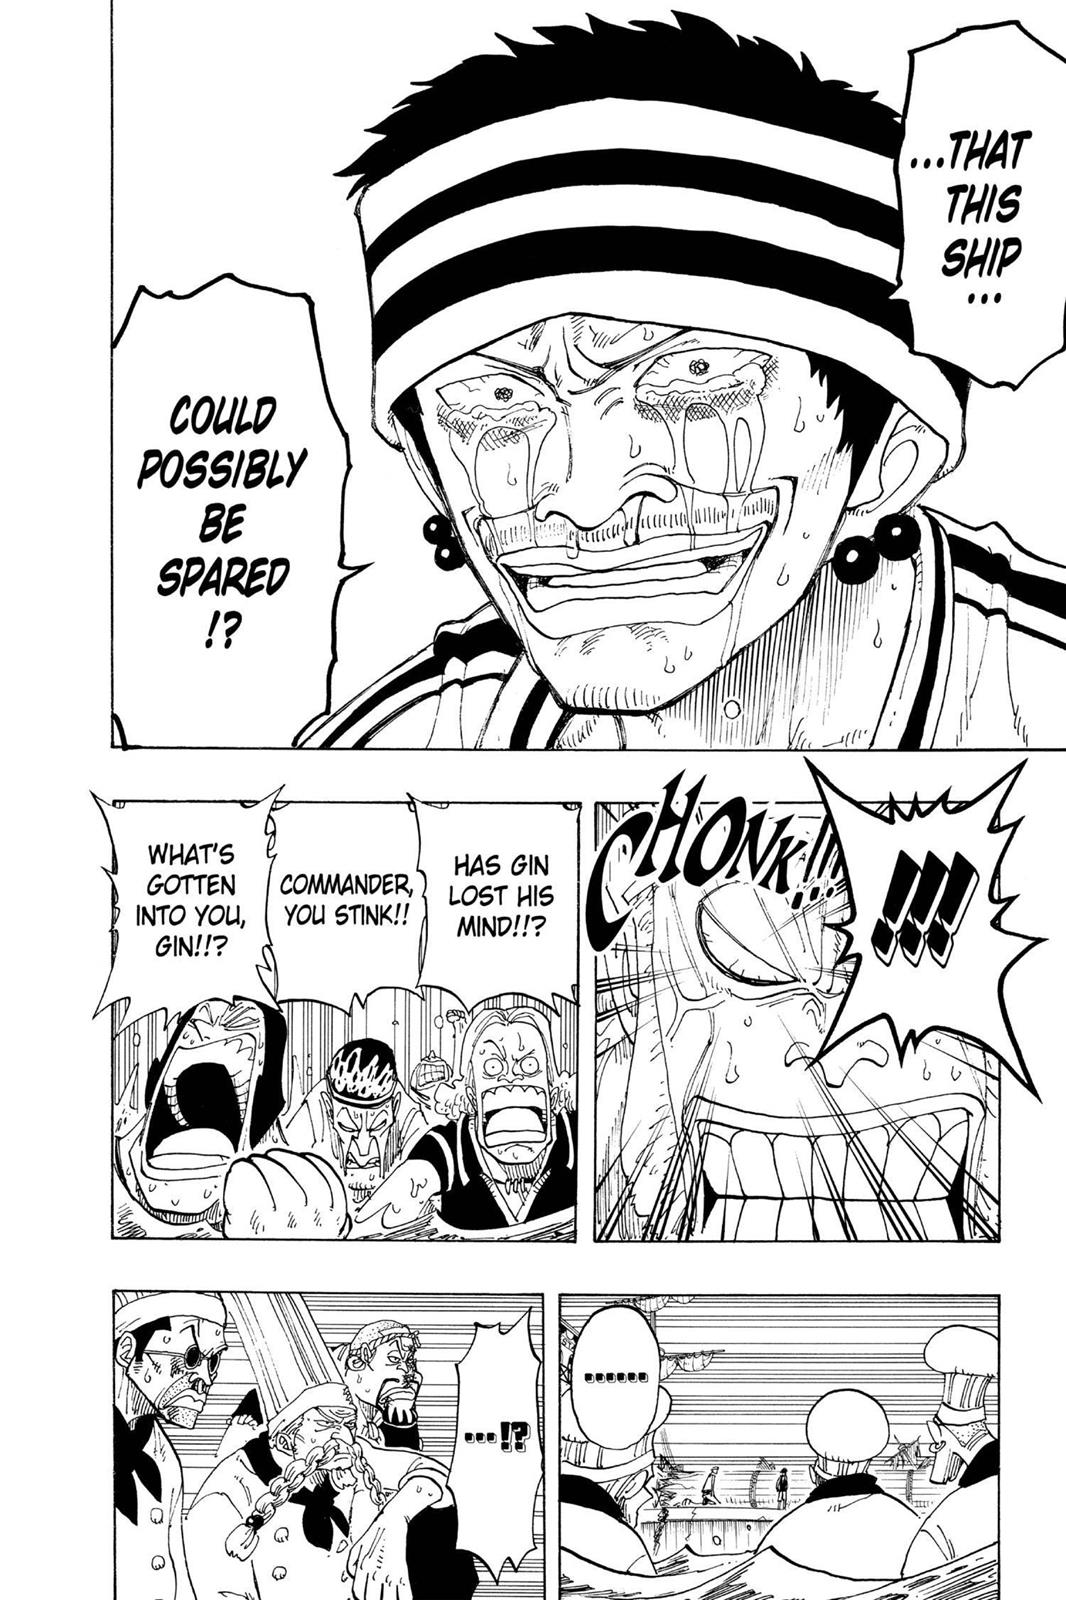 ...THAT
THIS
SHIP
...
COULD
POSSIBLY
BE
SPARED
!?
CHONK!!!
!!!
HAS GIN
LOST HIS
MIND!!?
COMMANDER,
YOU STINK!!
WHAT'S
GOTTEN
INTO YOU,
GIN!!?
......
...!?